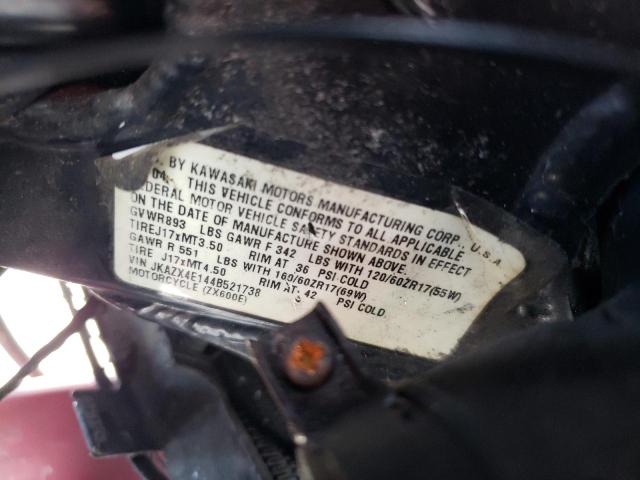 BY KAWASAKI MOTORS MANUFACTURING CORP., U.S.A
04. THIS VEHICLE CONFORMS TO ALL APPLICABLE
FEDERAL MOTOR VEHICLE SAFETY STANDARDS IN EFFECT
ON THE DATE OF MANUFACTURE SHOWN ABOVE.
GVWR893 LBS GAWR F 342 LBS WITH 120/60ZR17(55W)
TIREJ17xMT3.50 RIM AT 36 PSI COLD
GAWR R 551 LBS WITH 160/60ZR17(69W)
TIRE J17xMT4.50 RIM AT. 42 PSI COLD
VIN JKAZX4E144B521738
MOTORCYCLE (ZX600E)